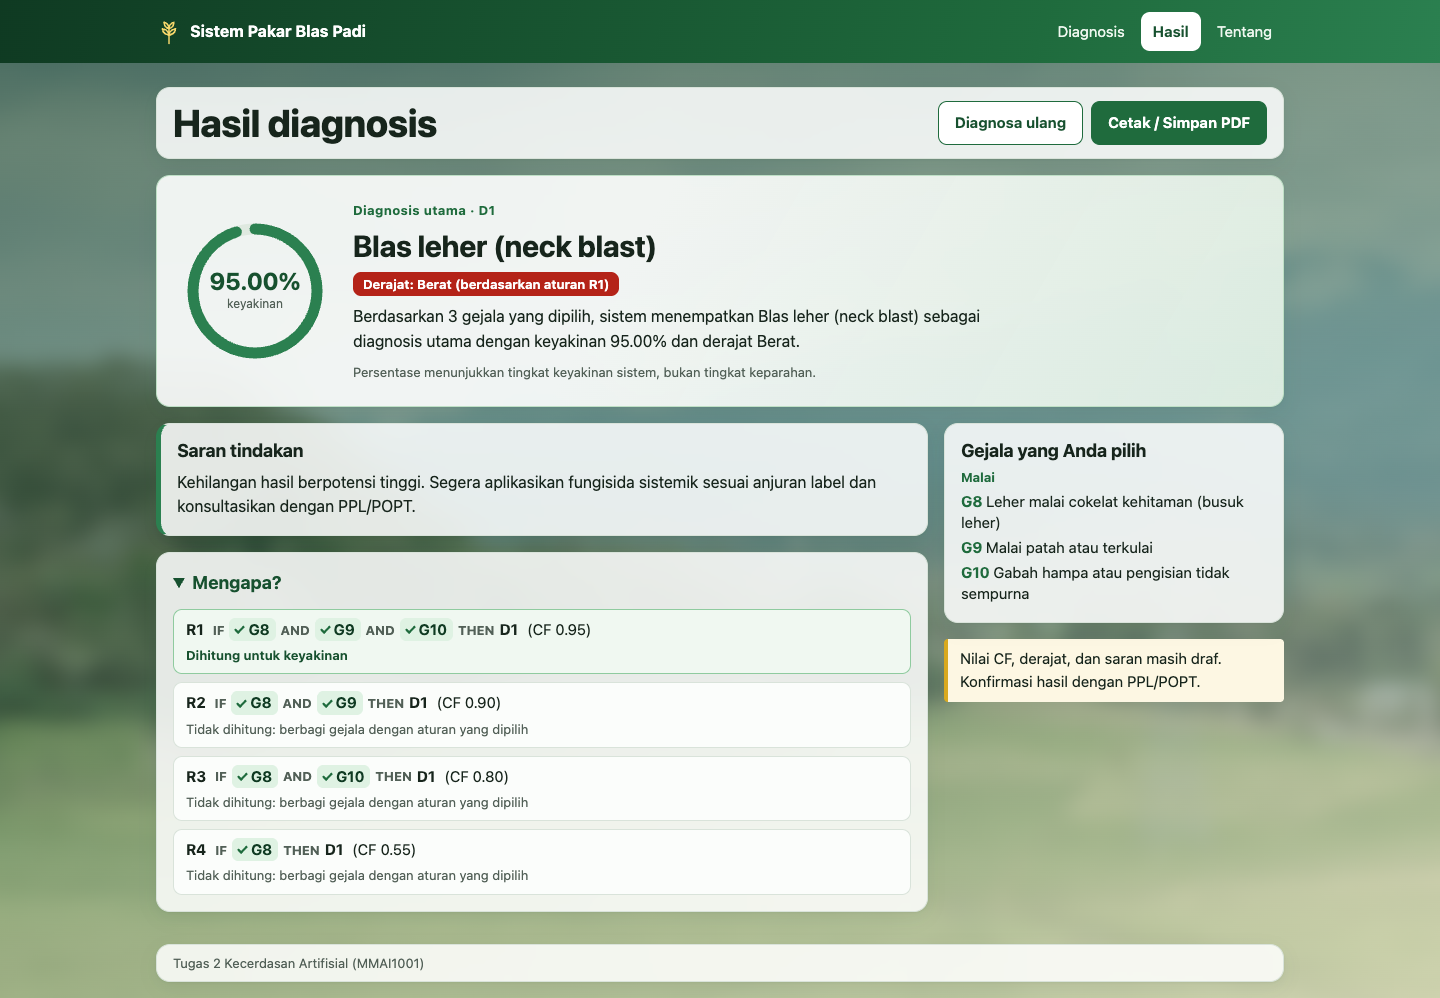 Sistem Pakar Blas Padi
Diagnosis
Hasil
Tentang
Hasil diagnosis
Diagnosa ulang
Cetak / Simpan PDF
95.00%
keyakinan
Diagnosis utama · D1
Blas leher (neck blast)
Derajat: Berat (berdasarkan aturan R1)
Berdasarkan 3 gejala yang dipilih, sistem menempatkan Blas leher (neck blast) sebagai
diagnosis utama dengan keyakinan 95.00% dan derajat Berat.
Persentase menunjukkan tingkat keyakinan sistem, bukan tingkat keparahan.
Saran tindakan
Kehilangan hasil berpotensi tinggi. Segera aplikasikan fungisida sistemik sesuai anjuran label dan
konsultasikan dengan PPL/POPT.
▼ Mengapa?
R1 IF ✓ G8 AND ✓ G9 AND ✓ G10 THEN D1 (CF 0.95)
Dihitung untuk keyakinan
R2 IF ✓ G8 AND ✓ G9 THEN D1 (CF 0.90)
Tidak dihitung: berbagi gejala dengan aturan yang dipilih
R3 IF ✓ G8 AND ✓ G10 THEN D1 (CF 0.80)
Tidak dihitung: berbagi gejala dengan aturan yang dipilih
R4 IF ✓ G8 THEN D1 (CF 0.55)
Tidak dihitung: berbagi gejala dengan aturan yang dipilih
Gejala yang Anda pilih
Malai
G8 Leher malai cokelat kehitaman (busuk
leher)
G9 Malai patah atau terkulai
G10 Gabah hampa atau pengisian tidak
sempurna
Nilai CF, derajat, dan saran masih draf.
Konfirmasi hasil dengan PPL/POPT.
Tugas 2 Kecerdasan Artifisial (MMAI1001)